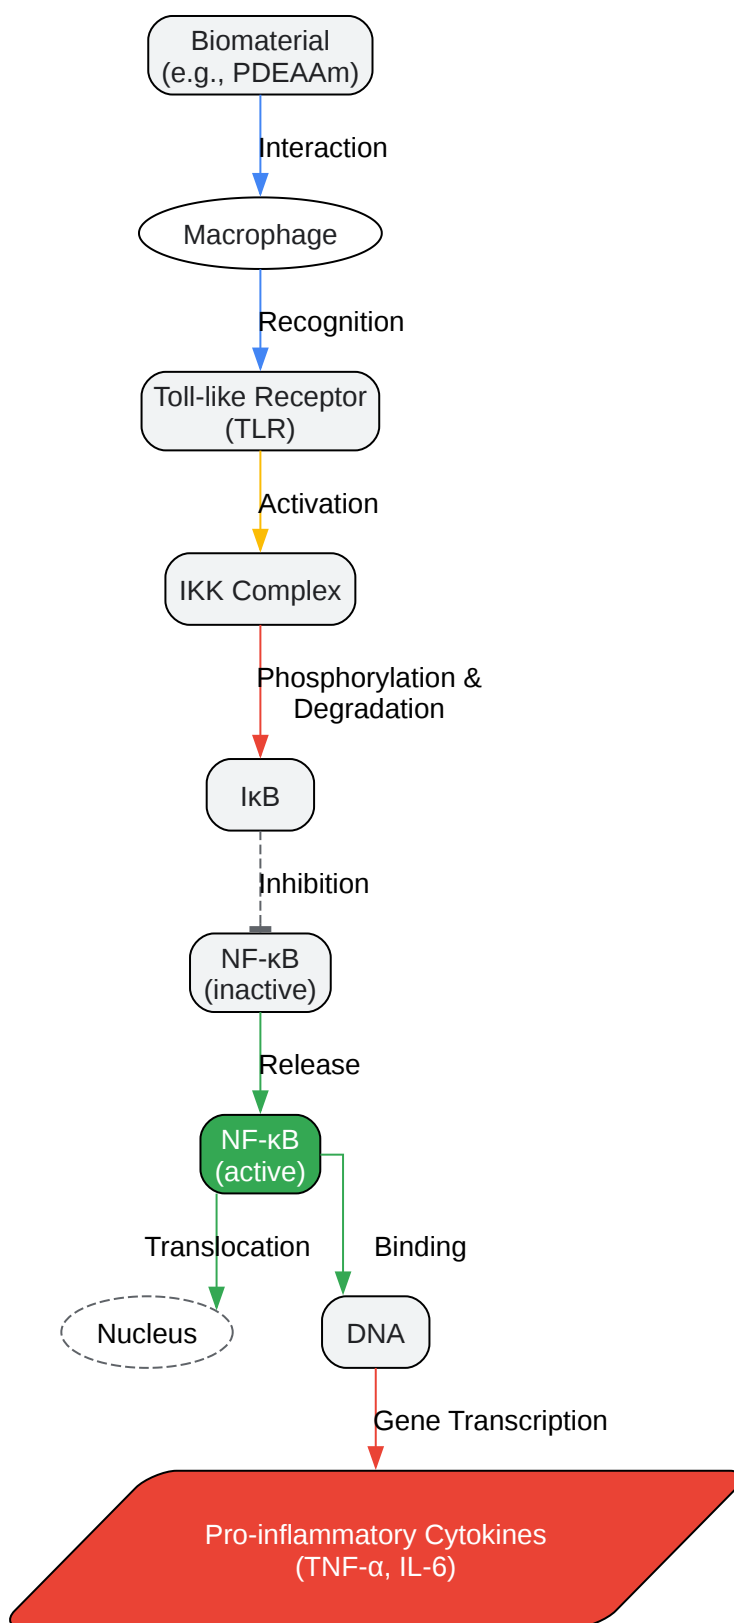 Biomaterial
(e.g., PDEAAm)
Interaction
Macrophage
Recognition
Toll-like Receptor
(TLR)
Activation
IKK Complex
Phosphorylation &
Degradation
IκB
Inhibition
NF-κB
(inactive)
Release
NF-κB
(active)
Translocation
Binding
Nucleus
DNA
Gene Transcription
Pro-inflammatory Cytokines
(TNF-α, IL-6)